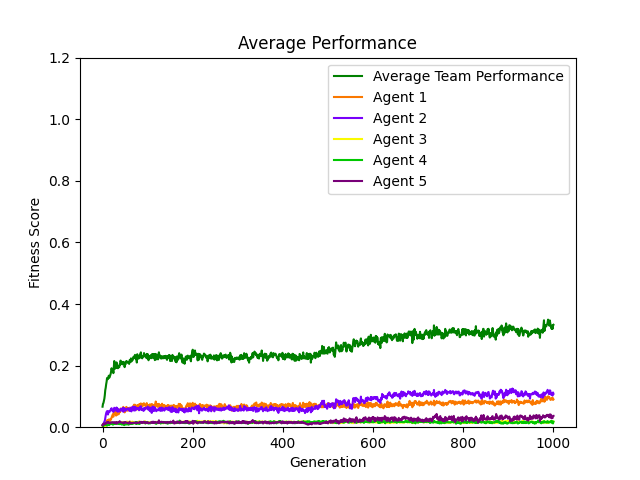 Average Performance
1.2
1.0
0.8
0.6
0.4
0.2
0.0
Fitness Score
Average Team Performance
Agent 1
Agent 2
Agent 3
Agent 4
Agent 5
0 200 400 600 800 1000
Generation